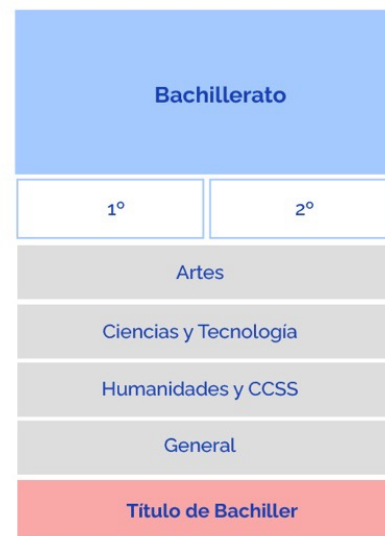 Bachillerato
1º
2º
Artes
Ciencias y Tecnología
Humanidades y CCSS
General
Título de Bachiller